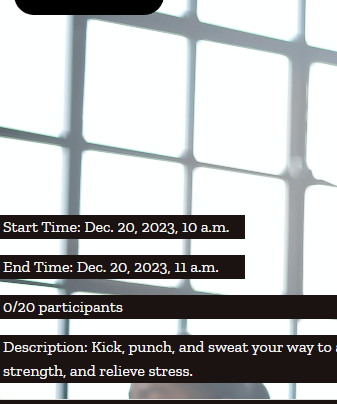 Start Time: Dec. 20, 2023, 10 a.m.
End Time: Dec. 20, 2023, 11 a.m.
0/20 participants
Description: Kick, punch, and sweat your way to
strength, and relieve stress.